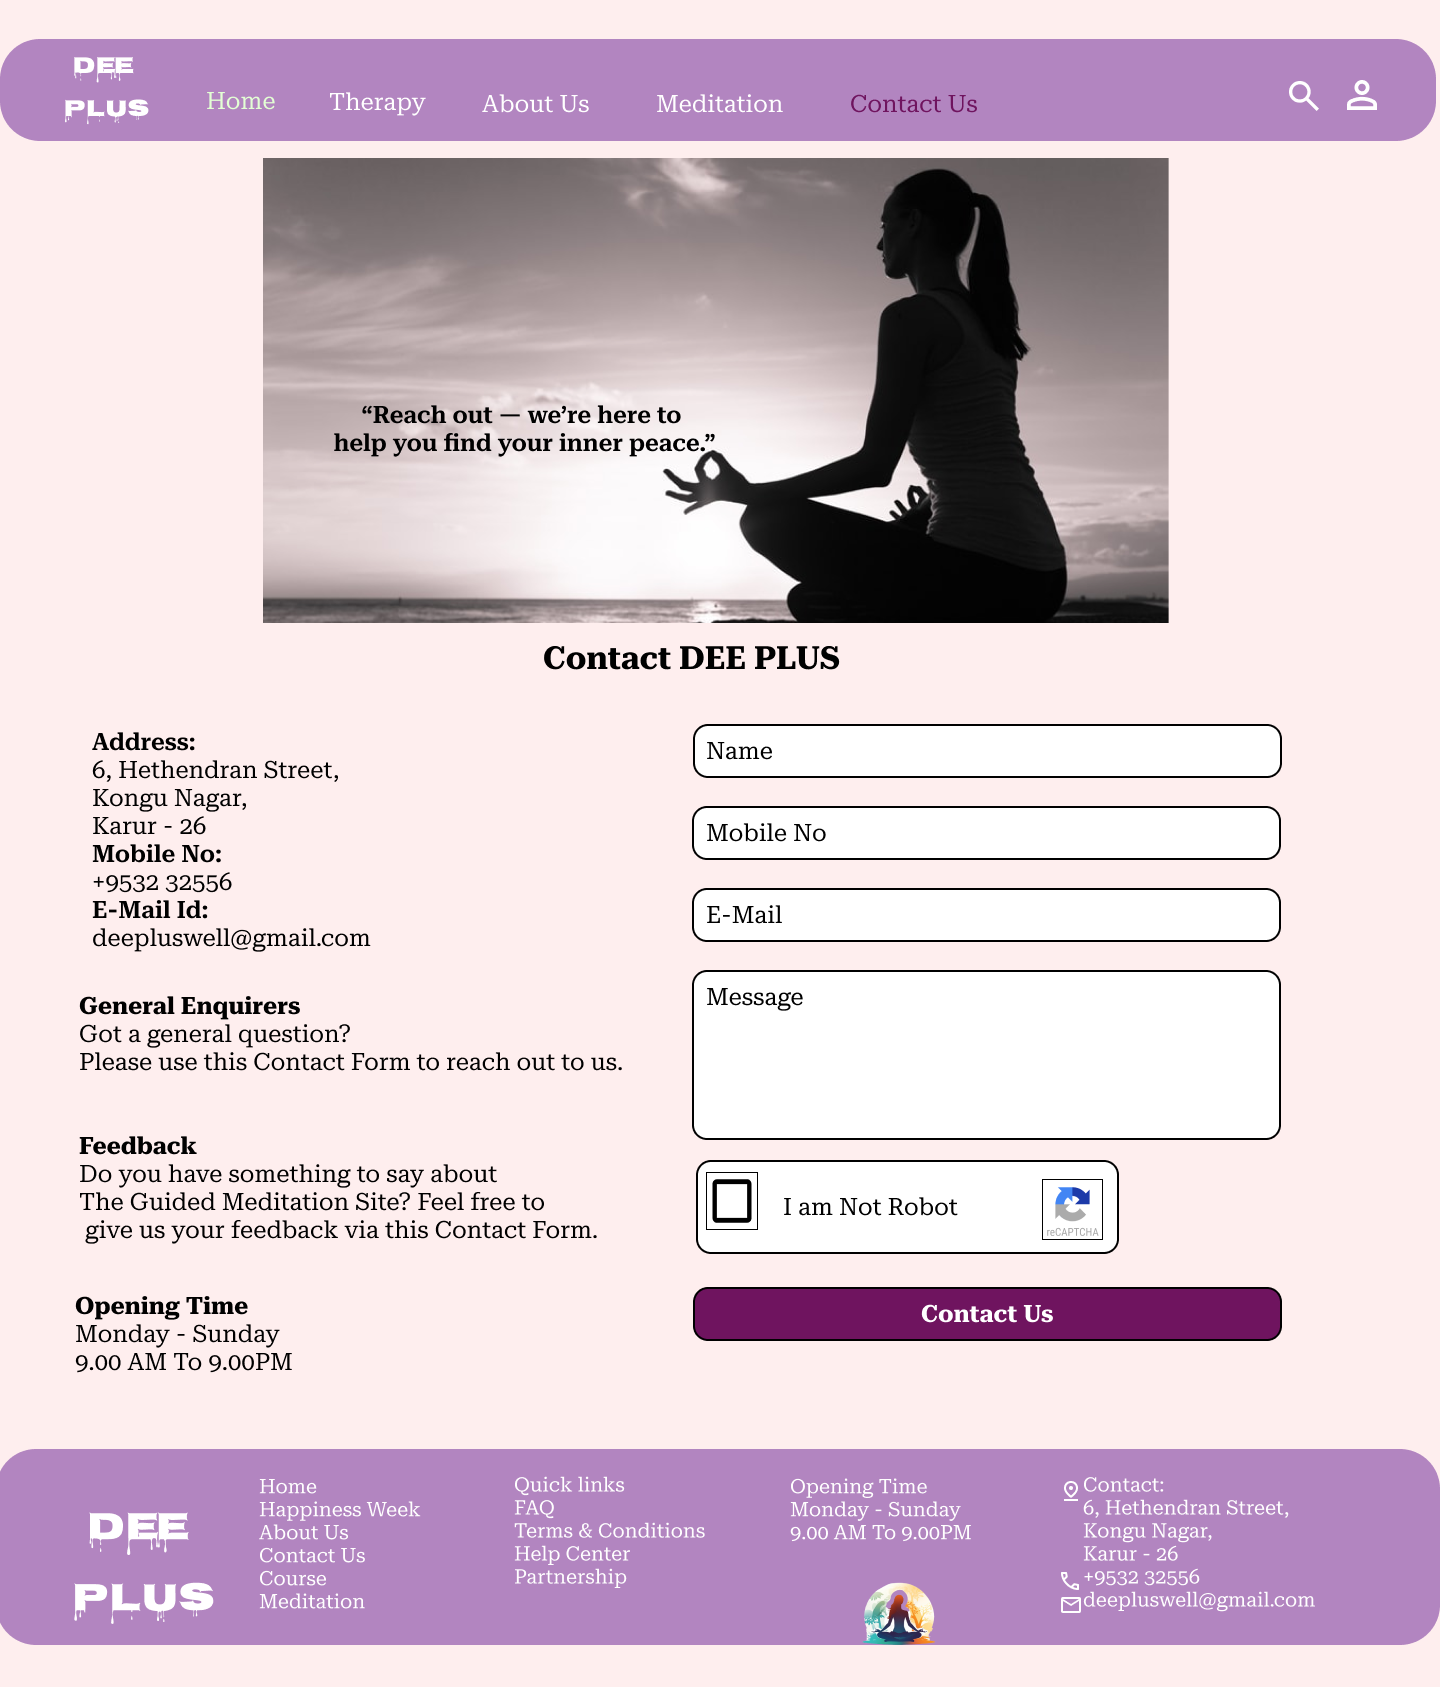 DEE
PLUS
Home
Therapy
About Us
Meditation
Contact Us
“Reach out — we’re here to
help you find your inner peace.”
Contact DEE PLUS
Address:
6, Hethendran Street,
Kongu Nagar,
Karur - 26
Mobile No:
+9532 32556
E-Mail Id:
deepluswell@gmail.com
General Enquirers
Got a general question?
Please use this Contact Form to reach out to us.
Feedback
Do you have something to say about
The Guided Meditation Site? Feel free to
give us your feedback via this Contact Form.
Opening Time
Monday - Sunday
9.00 AM To 9.00PM
Name
Mobile No
E-Mail
Message
I am Not Robot
reCAPTCHA
Contact Us
DEE
PLUS
Home
Happiness Week
About Us
Contact Us
Course
Meditation
Quick links
FAQ
Terms & Conditions
Help Center
Partnership
Opening Time
Monday - Sunday
9.00 AM To 9.00PM
Contact:
6, Hethendran Street,
Kongu Nagar,
Karur - 26
+9532 32556
deepluswell@gmail.com